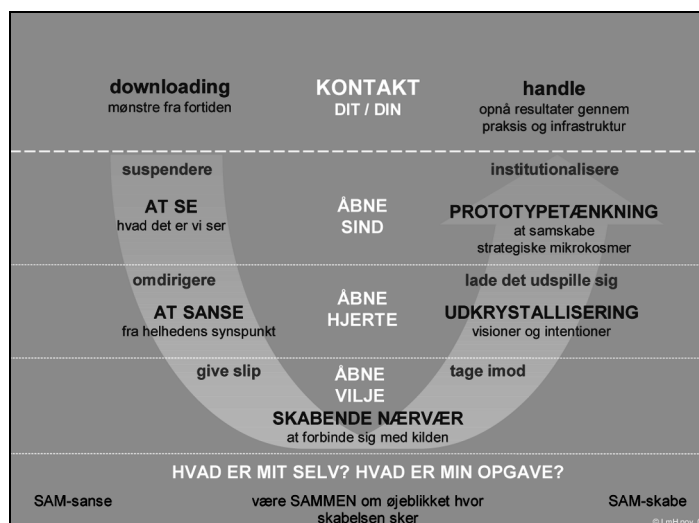 downloading
mønstre fra fortiden
KONTAKT
DIT / DIN
handle
opnå resultater gennem
praksis og infrastruktur
suspendere
institutionalisere
AT SE
hvad det er vi ser
ÅBNE
SIND
PROTOTYPETÆNKNING
at samskabe
strategiske mikrokosmer
omdirigere
lade det udspille sig
AT SANSE
fra helhedens synspunkt
ÅBNE
HJERTE
UDKRYSTALLISERING
visioner og intentioner
give slip
ÅBNE
VILJE
tage imod
SKABENDE NÆRVÆR
at forbinde sig med kilden
HVAD ER MIT SELV? HVAD ER MIN OPGAVE?
SAM-sanse
være SAMMEN om øjeblikket hvor
skabelsen sker
SAM-skabe